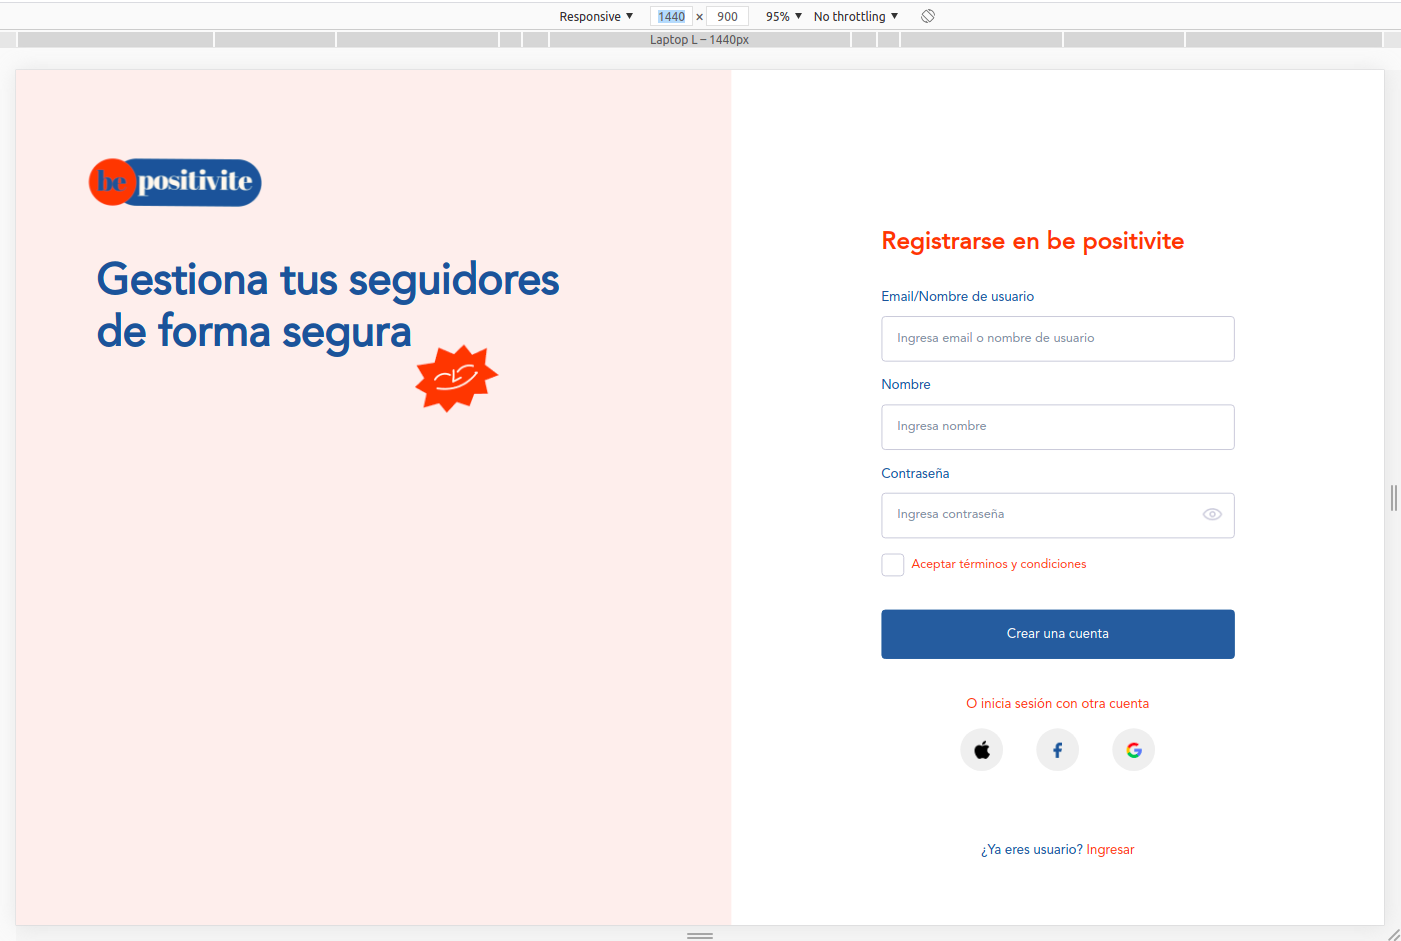 Responsive ▼ 1440 × 900 95% ▼ No throttling ▼
Laptop L – 1440px
be positivite
Gestiona tus seguidores
de forma segura
Registrarse en be positivite
Email/Nombre de usuario
Ingresa email o nombre de usuario
Nombre
Ingresa nombre
Contraseña
Ingresa contraseña
Aceptar términos y condiciones
Crear una cuenta
O inicia sesión con otra cuenta
¿Ya eres usuario? Ingresar